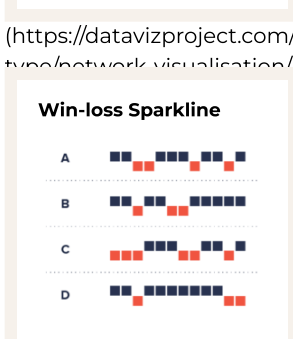 (https://datavizproject.com/
type/network-visualisation/
Win-loss Sparkline
A
B
C
D